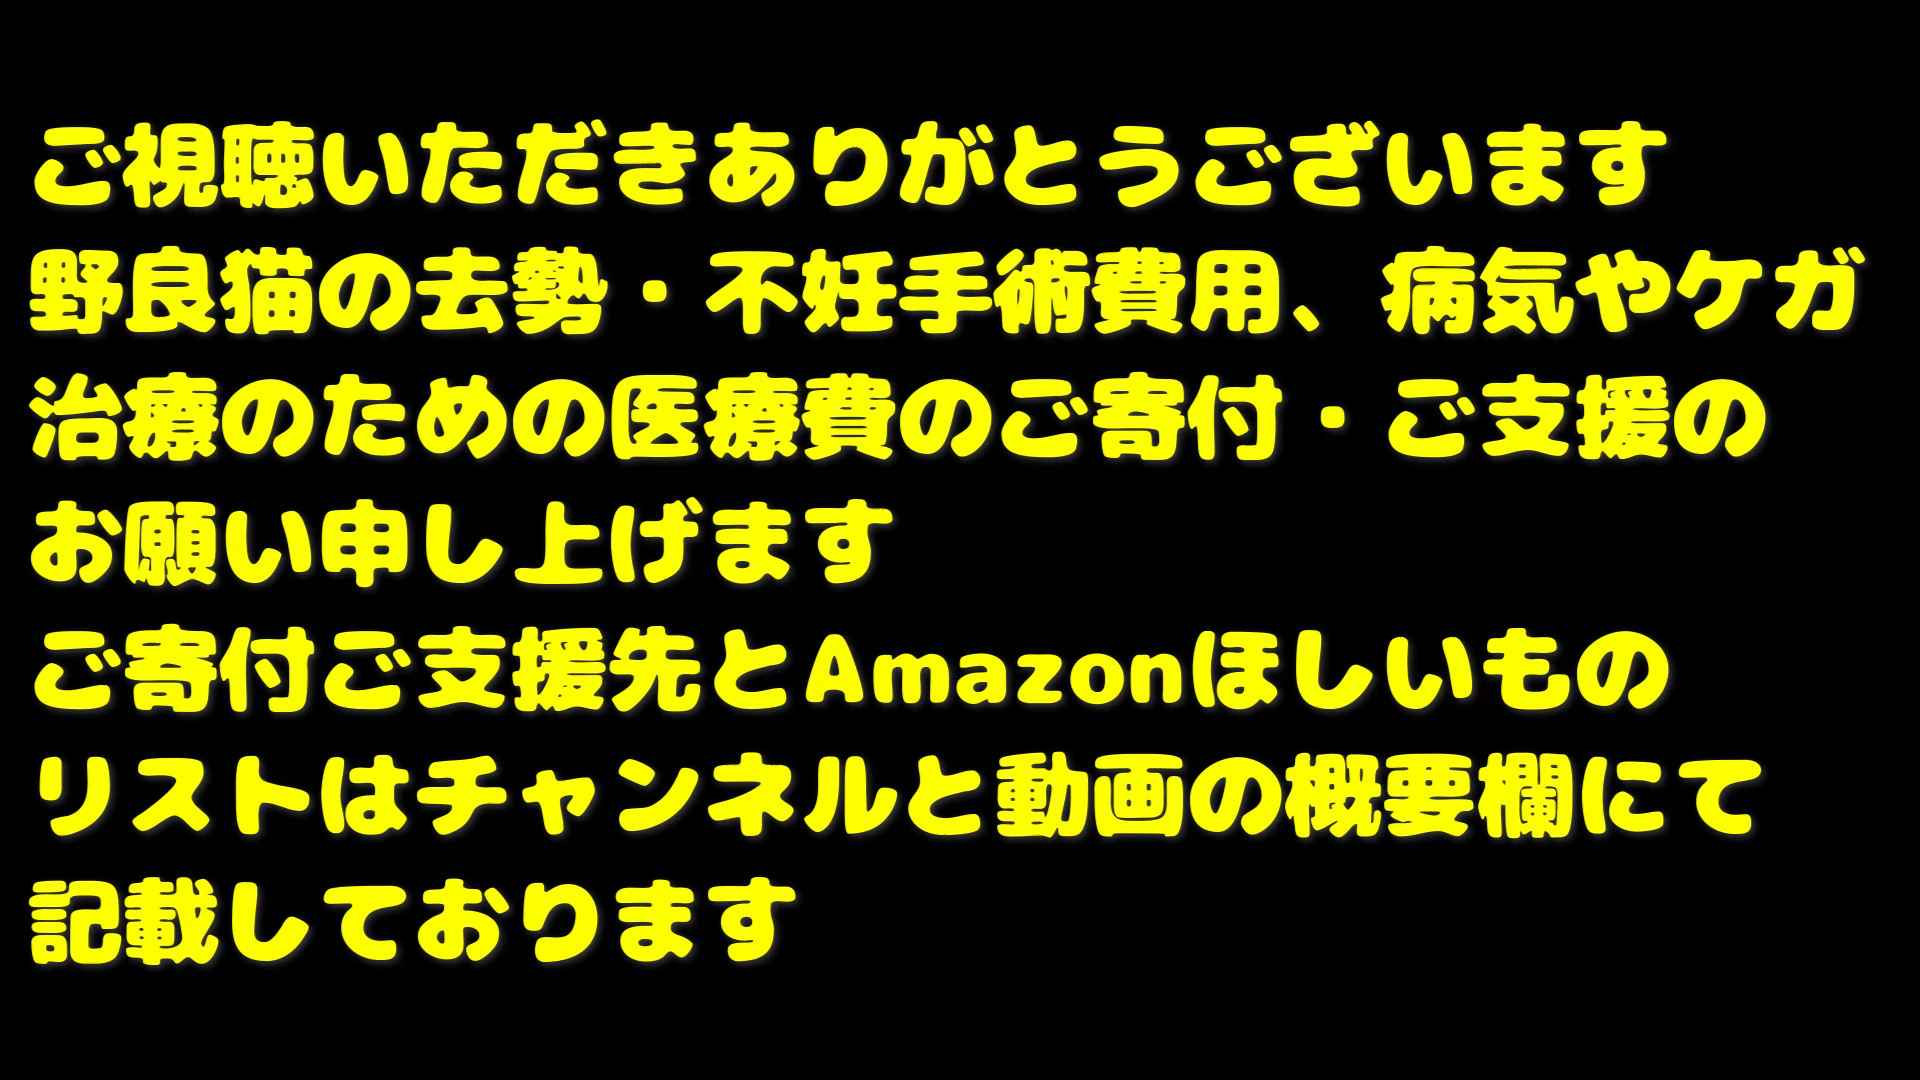 ご視聴いただきありがとうございます
野良猫の去勢・不妊手術費用、病気やケガ
治療のための医療費のご寄付・ご支援の
お願い申し上げます
ご寄付ご支援先とAmazonほしいもの
リストはチャンネルと動画の概要欄にて
記載しております